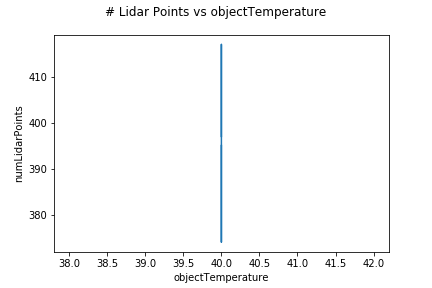 # Lidar Points vs objectTemperature
numLidarPoints
410
400
390
380
38.0 38.5 39.0 39.5 40.0 40.5 41.0 41.5 42.0
objectTemperature